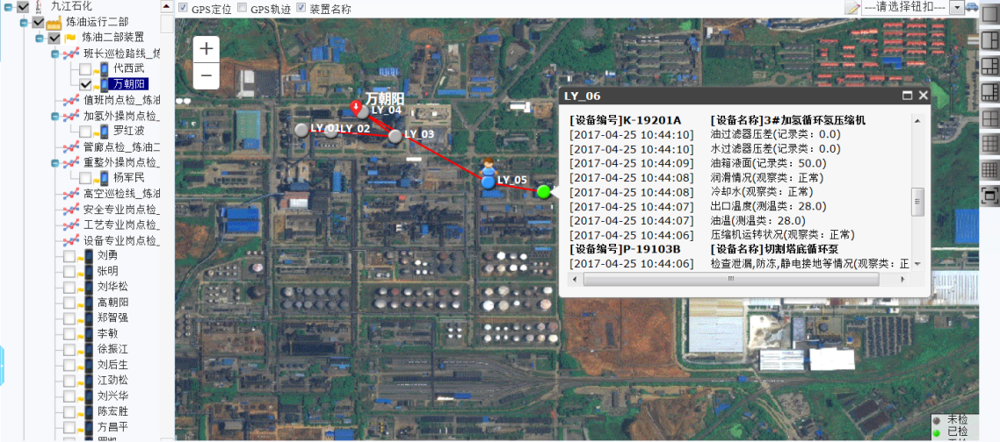 九江石化
炼油运行二部
炼油二部装置
班长巡检路线_炼
代西武
万朝阳
值班岗点检_炼油
加氢外操岗点检_
罗红波
管廊点检_炼油二
重整外操岗点检_
杨军民
高空巡检线_炼油
安全专业岗点检_
工艺专业岗点检_
设备专业岗点检_
刘勇
张明
刘华松
高朝阳
郑智强
李敏
徐振江
刘后生
江劲松
刘兴华
陈宏胜
方昌平
GPS定位 GPS轨迹 装置名称
---请选择钮扣---
+
−
万朝阳
LY_04
LY_01 LY_02 LY_03
LY_05
LY_06
[设备编号]K-19201A [设备名称]3#加氢循环氢压缩机
[2017-04-25 10:44:10] 油过滤器压差(记录类: 0.0)
[2017-04-25 10:44:10] 水过滤器压差(记录类: 0.0)
[2017-04-25 10:44:09] 油箱液面(记录类: 50.0)
[2017-04-25 10:44:08] 润滑情况(观察类: 正常)
[2017-04-25 10:44:08] 冷却水(观察类: 正常)
[2017-04-25 10:44:07] 出口温度(测温类: 28.0)
[2017-04-25 10:44:07] 油温(测温类: 28.0)
[2017-04-25 10:44:06] 压缩机运转状况(观察类: 正常)
[设备编号]P-19103B [设备名称]切割塔底循环泵
[2017-04-25 10:44:06] 检查泄漏,防冻,静电接地等情况(观察类: 正
未检
已检